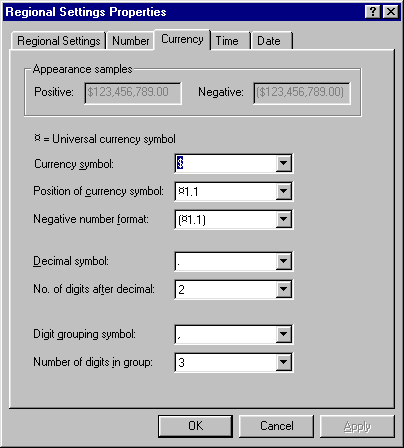 Regional Settings Properties ? X
Regional Settings Number Currency Time Date
Appearance samples
Positive: $123,456,789.00 Negative: ($123,456,789.00)
¤ = Universal currency symbol
Currency symbol: $
Position of currency symbol: ¤1.1
Negative number format: (¤1.1)
Decimal symbol: .
No. of digits after decimal: 2
Digit grouping symbol: ,
Number of digits in group: 3
OK Cancel Apply